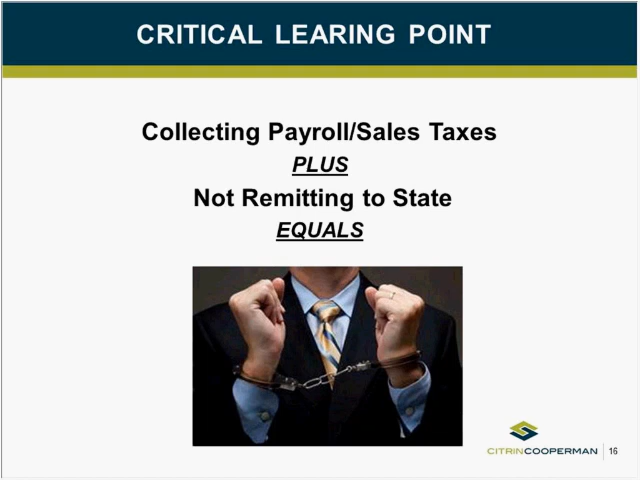 CRITICAL LEARING POINT
Collecting Payroll/Sales Taxes
PLUS
Not Remitting to State
EQUALS
CITRINCOOPERMAN 16